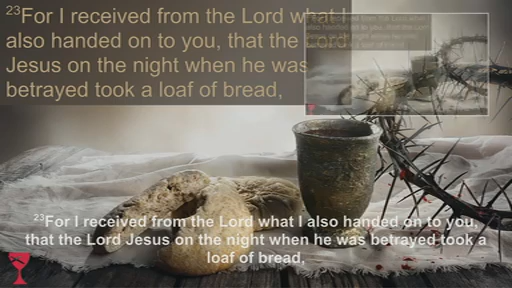 ²³For I received from the Lord what I
also handed on to you, that the
Jesus on the night when he was
betrayed took a loaf of bread,
²³For I received from the Lord what I also handed on to you,
that the Lord Jesus on the night when he was betrayed took a
loaf of bread,